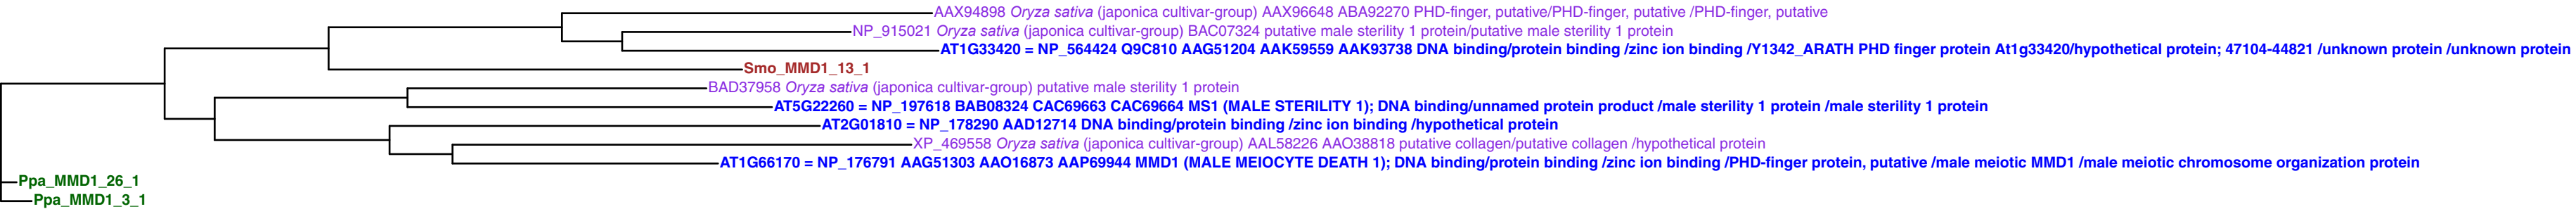 AAX94898 Oryza sativa (japonica cultivar-group) AAX96648 ABA92270 PHD-finger, putative/PHD-finger, putative /PHD-finger, putative
NP_915021 Oryza sativa (japonica cultivar-group) BAC07324 putative male sterility 1 protein/putative male sterility 1 protein
AT1G33420 = NP_564424 Q9C810 AAG51204 AAK59559 AAK93738 DNA binding/protein binding /zinc ion binding /Y1342_ARATH PHD finger protein At1g33420/hypothetical protein; 47104-44821 /unknown protein /unknown protein
Smo_MMD1_13_1
BAD37958 Oryza sativa (japonica cultivar-group) putative male sterility 1 protein
AT5G22260 = NP_197618 BAB08324 CAC69663 CAC69664 MS1 (MALE STERILITY 1); DNA binding/unnamed protein product /male sterility 1 protein /male sterility 1 protein
AT2G01810 = NP_178290 AAD12714 DNA binding/protein binding /zinc ion binding /hypothetical protein
XP_469558 Oryza sativa (japonica cultivar-group) AAL58226 AAO38818 putative collagen/putative collagen /hypothetical protein
AT1G66170 = NP_176791 AAG51303 AAO16873 AAP69944 MMD1 (MALE MEIOCYTE DEATH 1); DNA binding/protein binding /zinc ion binding /PHD-finger protein, putative /male meiotic MMD1 /male meiotic chromosome organization protein
Ppa_MMD1_26_1
Ppa_MMD1_3_1